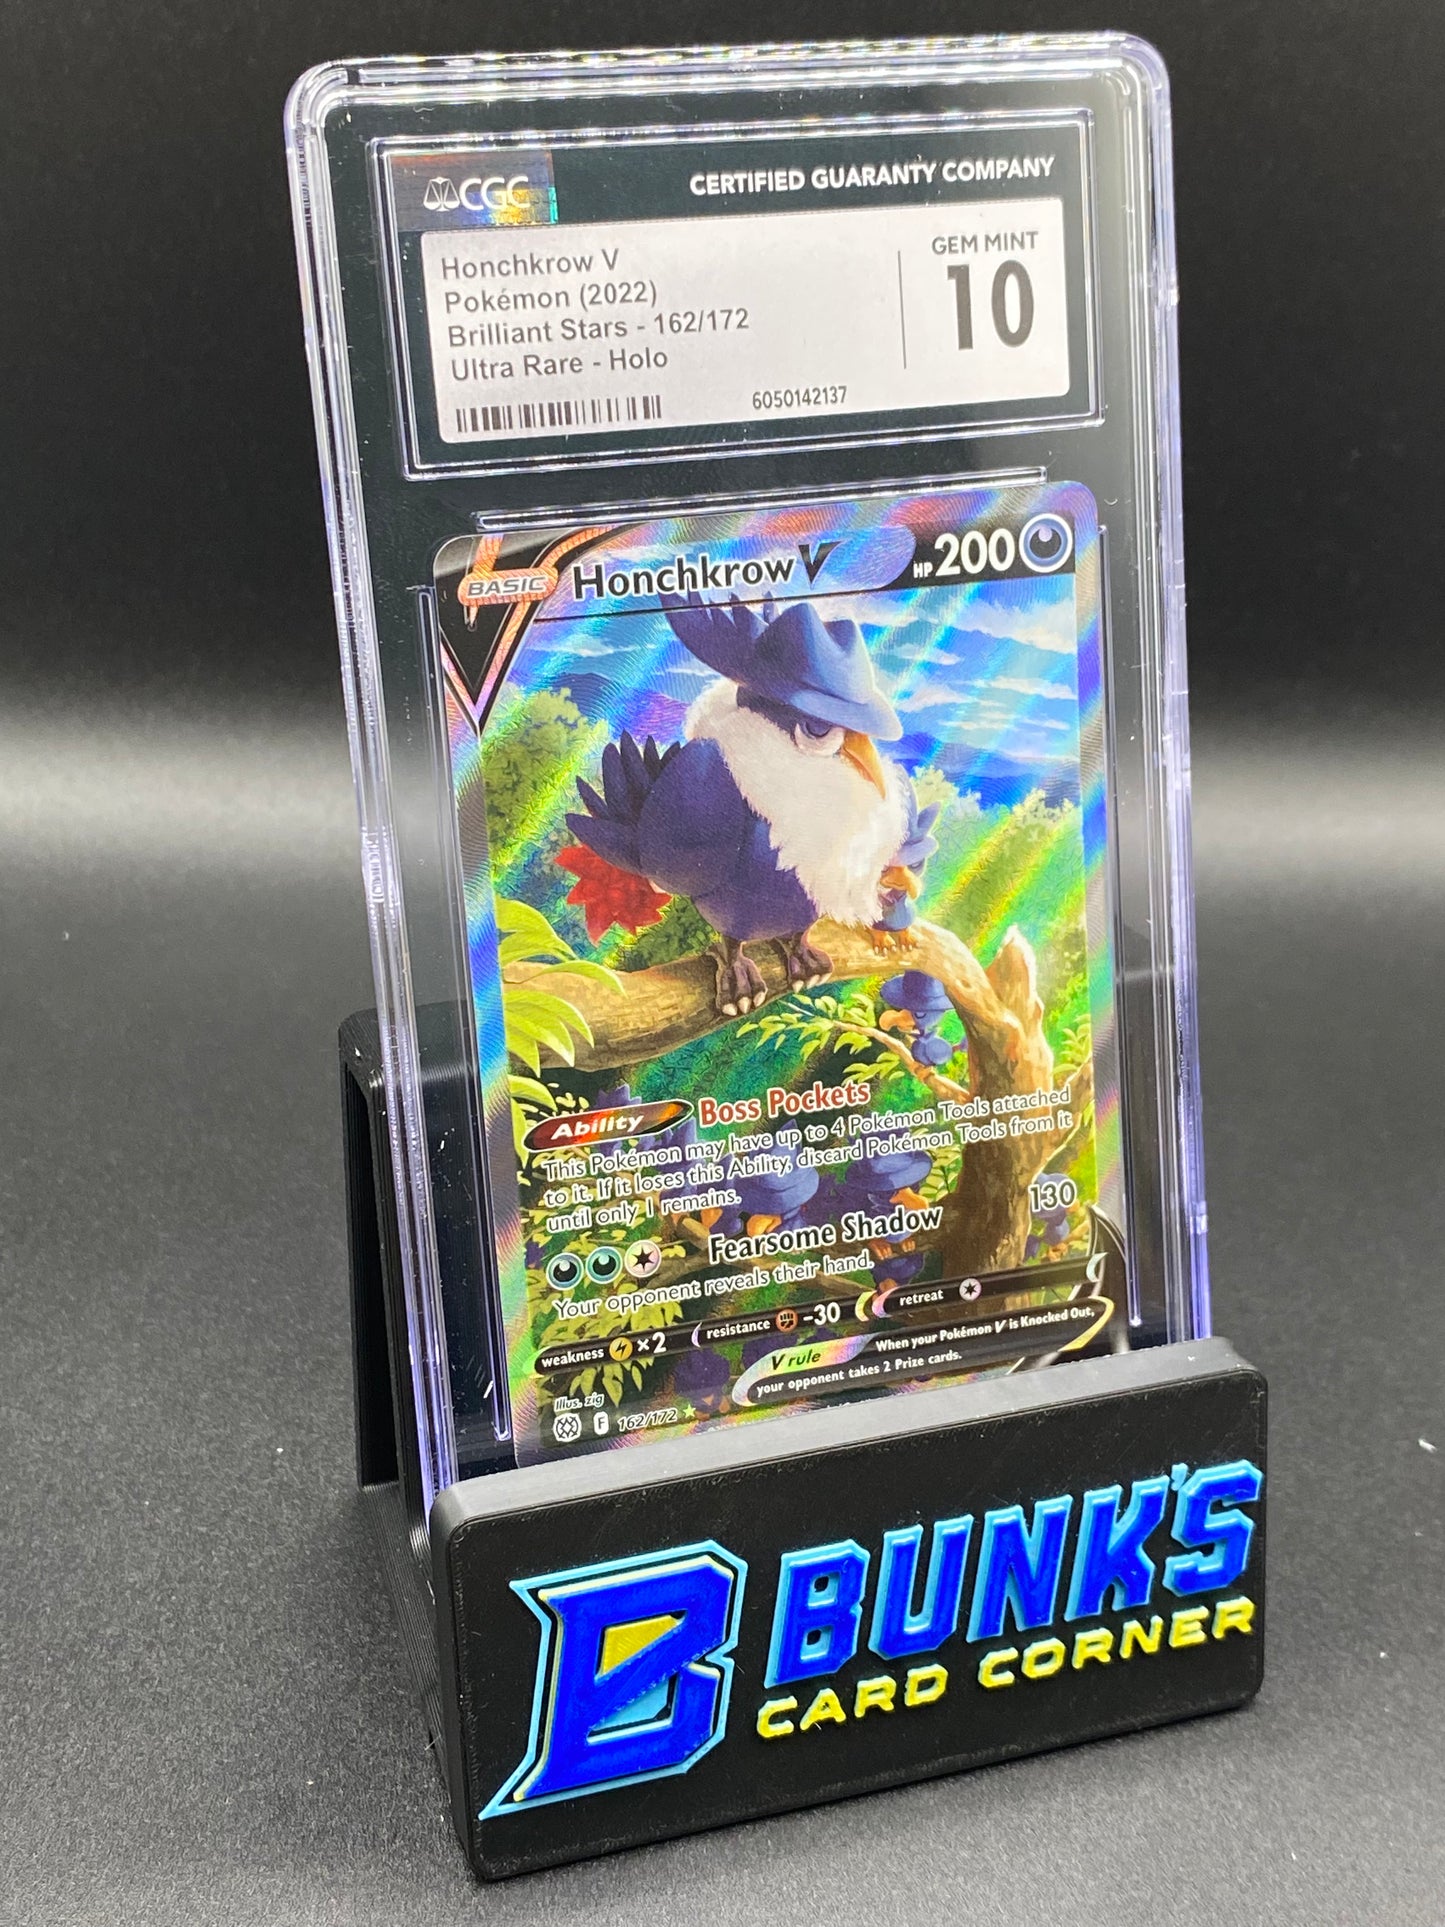 CGC
CERTIFIED GUARANTY COMPANY
Honchkrow V
Pokémon (2022)
Brilliant Stars - 162/172
Ultra Rare - Holo
GEM MINT
10
6050142137
BASIC
Honchkrow V
HP 200
Ability Boss Pockets
This Pokémon may have up to 4 Pokémon Tools attached
to it. If it loses this Ability, discard Pokémon Tools from it
until only 1 remains.
Fearsome Shadow 130
Your opponent reveals their hand.
weakness ×2 resistance -30 retreat
V rule When your Pokémon V is Knocked Out,
your opponent takes 2 Prize cards.
Illus. zig
F 162/172
B BUNK'S
CARD CORNER